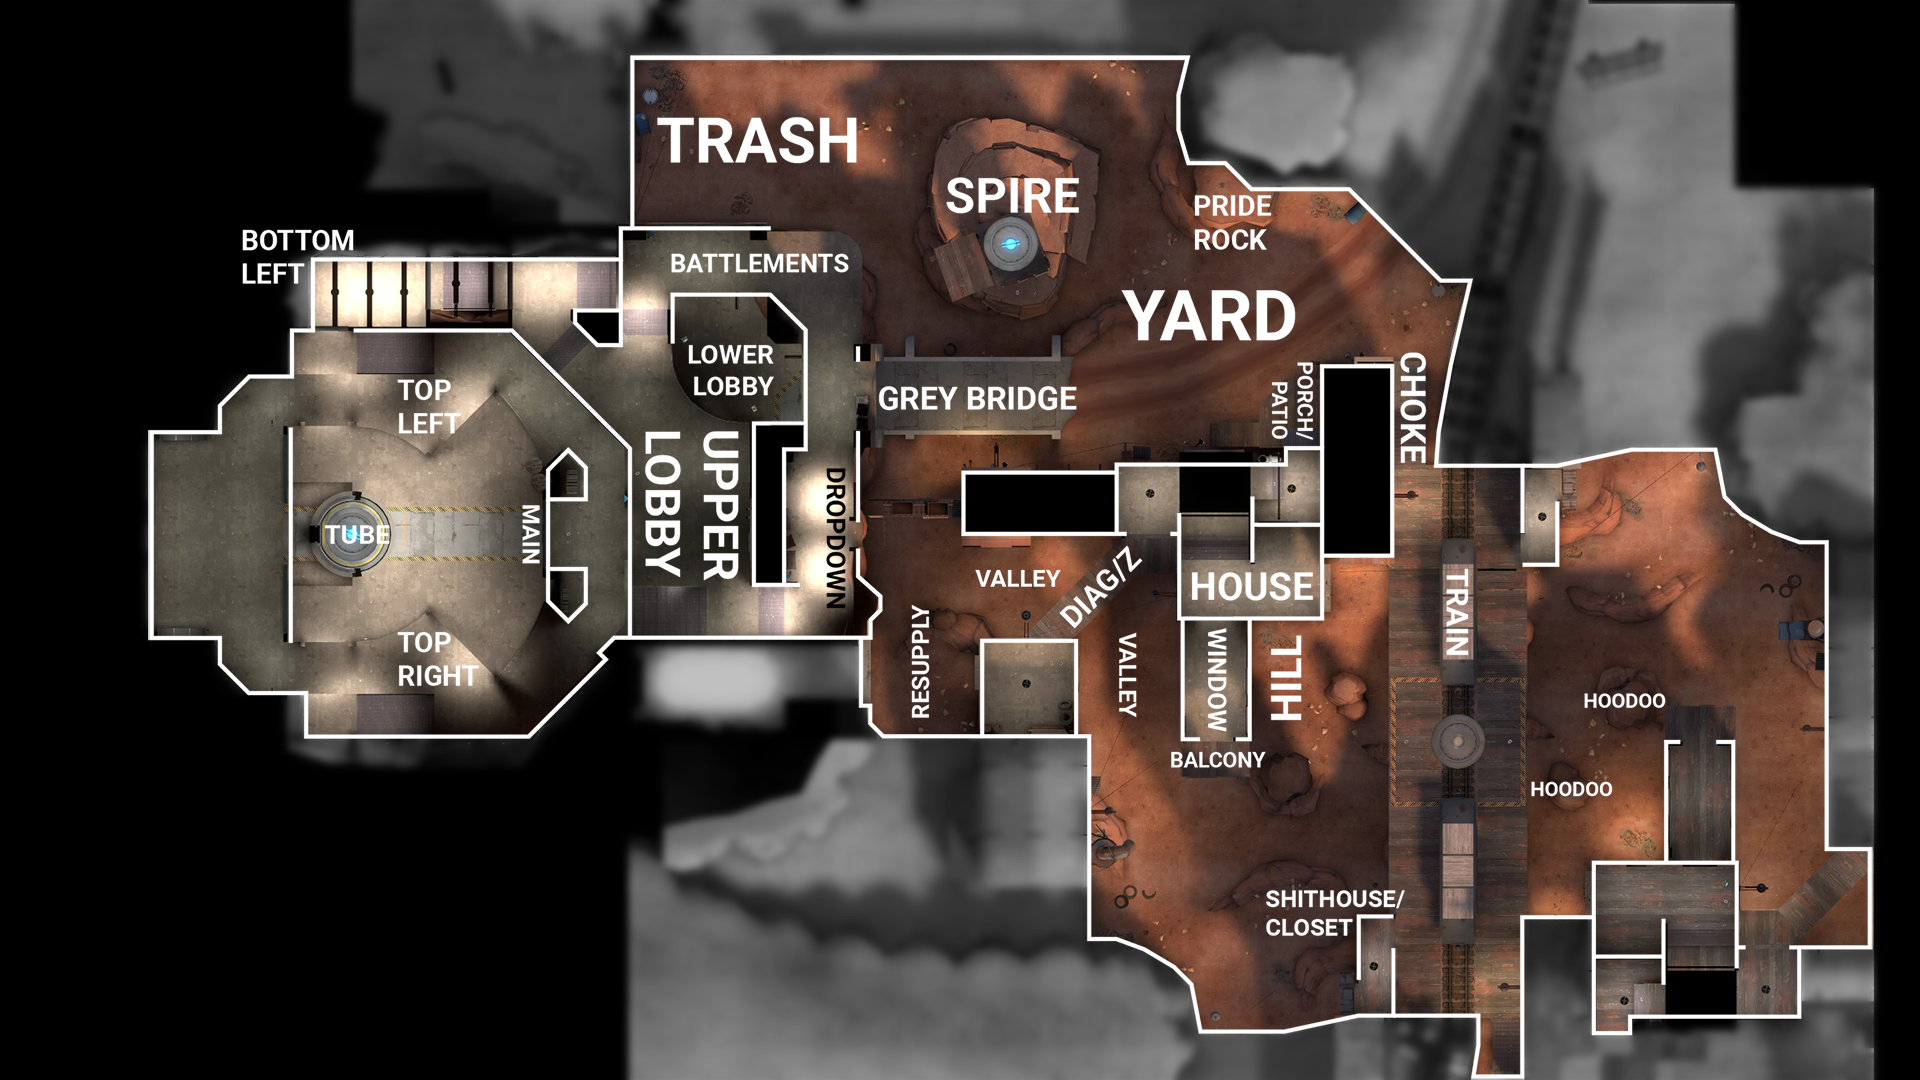 TRASH
SPIRE
PRIDE
ROCK
BOTTOM
LEFT
BATTLEMENTS
YARD
LOWER
LOBBY
TOP
LEFT
GREY BRIDGE
PORCH/
PATIO
CHOKE
UPPER
LOBBY
DROPDOWN
MAIN
TUBE
VALLEY
DIAG/Z
HOUSE
TRAIN
TOP
RIGHT
RESUPPLY
VALLEY
WINDOW
HILL
HOODOO
BALCONY
HOODOO
SHITHOUSE/
CLOSET